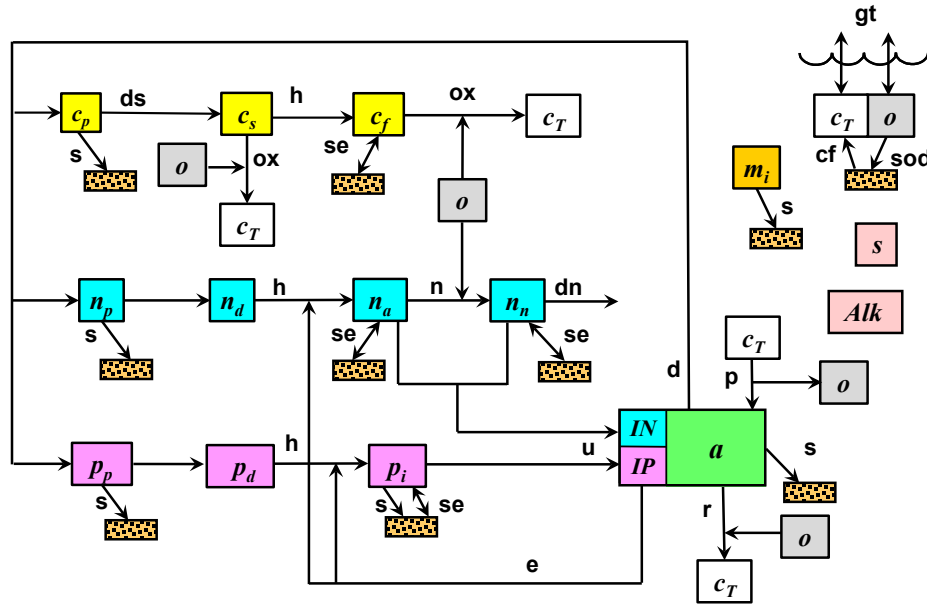 gt
ds
h
ox
c_p
c_s
c_f
c_T
c_T
o
s
o
ox
se
cf
sod
m_i
o
s
c_T
s
h
n
dn
n_p
n_d
n_a
n_n
Alk
s
se
se
c_T
d
p
o
h
u
IN
a
s
p_p
p_d
p_i
IP
s
s
se
r
o
e
c_T